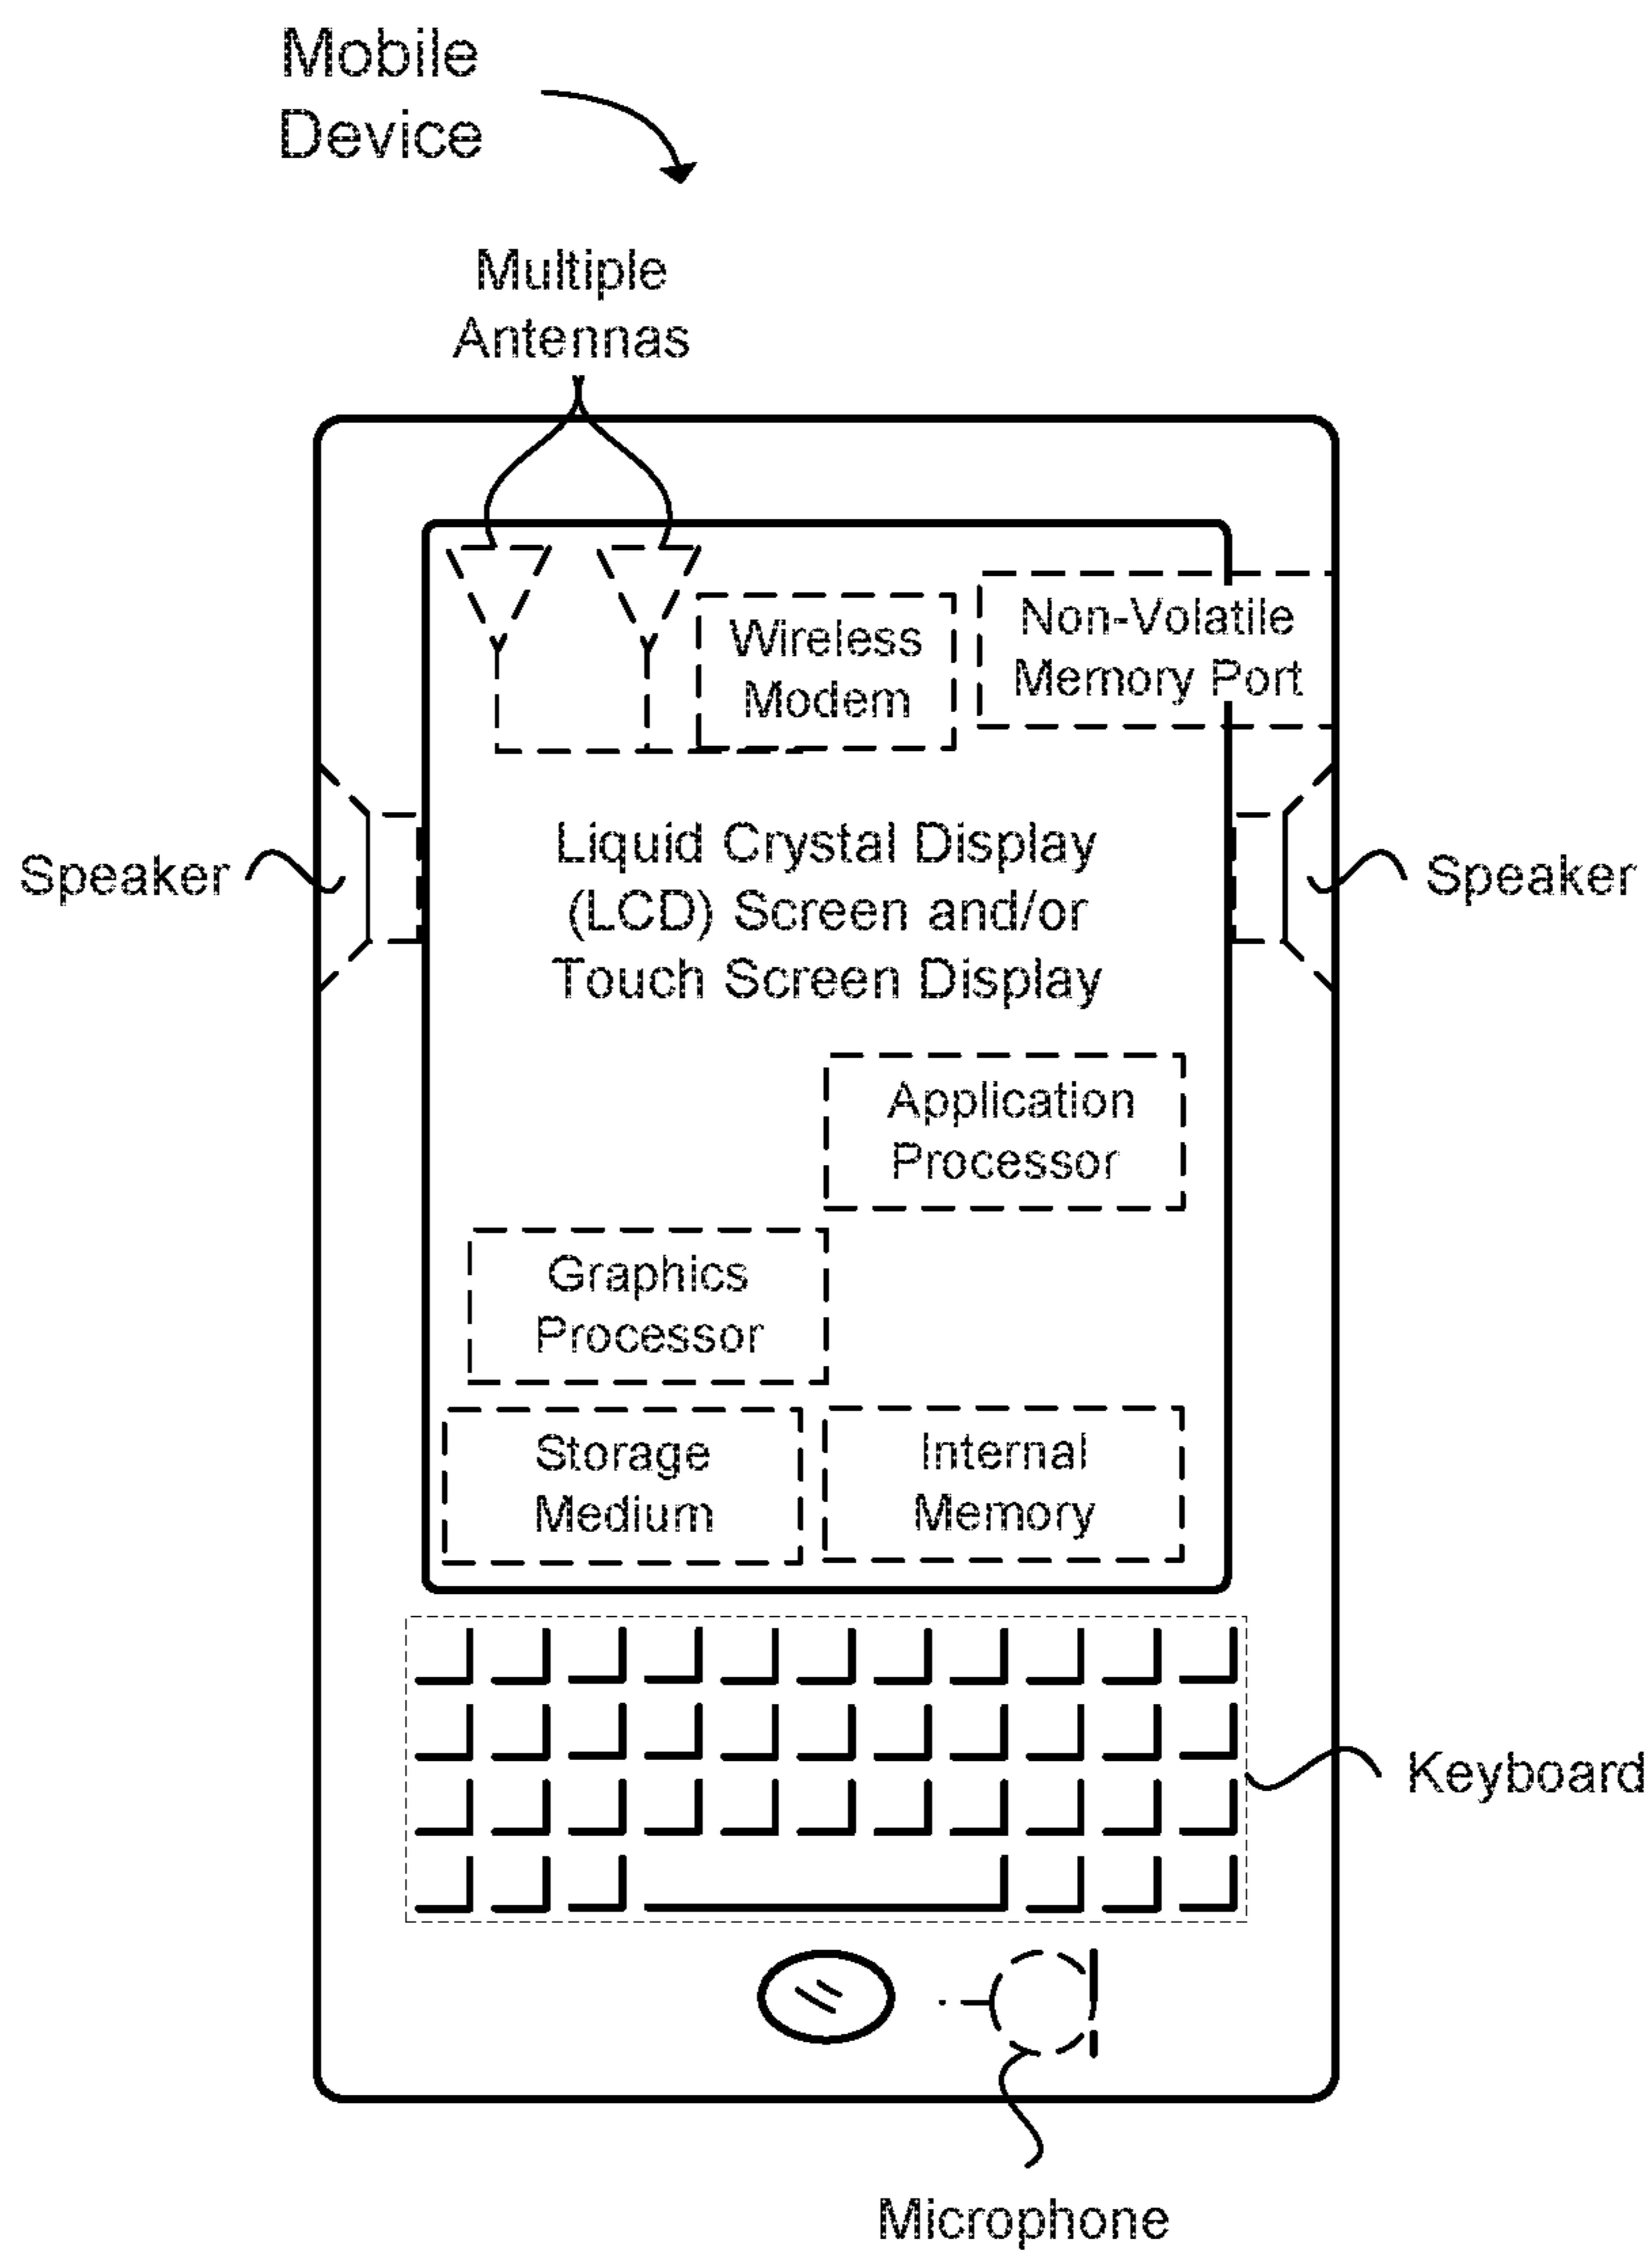 Mobile
Device
Multiple
Antennas
Wireless
Modem
Non-Volatile
Memory Port
Speaker
Liquid Crystal Display
(LCD) Screen and/or
Touch Screen Display
Speaker
Application
Processor
Graphics
Processor
Storage
Medium
Internal
Memory
Keyboard
Microphone